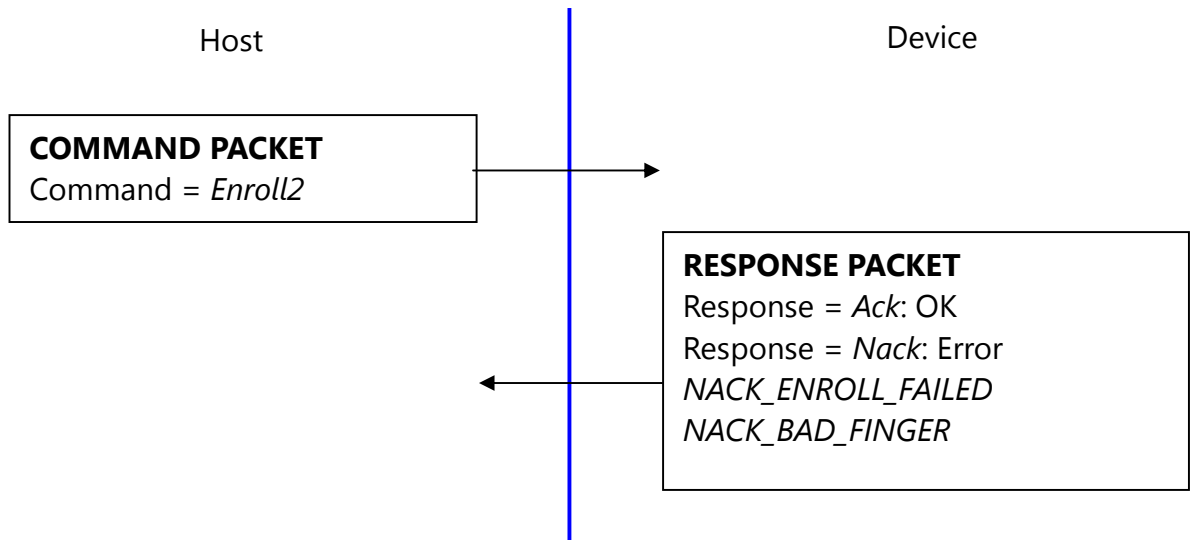 Host
Device
COMMAND PACKET
Command = Enroll2
RESPONSE PACKET
Response = Ack: OK
Response = Nack: Error
NACK_ENROLL_FAILED
NACK_BAD_FINGER